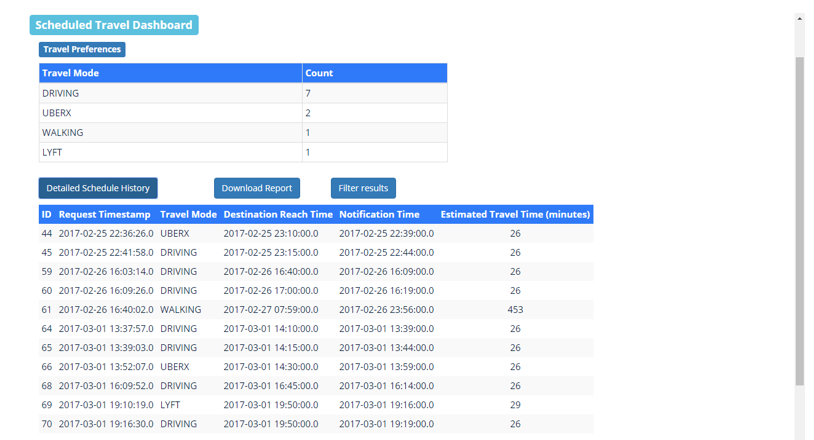 Scheduled Travel Dashboard
Travel Preferences
Travel Mode Count
DRIVING 7
UBERX 2
WALKING 1
LYFT 1
Detailed Schedule History Download Report Filter results
ID Request Timestamp Travel Mode Destination Reach Time Notification Time Estimated Travel Time (minutes)
44 2017-02-25 22:36:26.0 UBERX 2017-02-25 23:10:00.0 2017-02-25 22:39:00.0 26
45 2017-02-25 22:41:58.0 DRIVING 2017-02-25 23:15:00.0 2017-02-25 22:44:00.0 26
59 2017-02-26 16:03:14.0 DRIVING 2017-02-26 16:40:00.0 2017-02-26 16:09:00.0 26
60 2017-02-26 16:09:26.0 DRIVING 2017-02-26 17:00:00.0 2017-02-26 16:19:00.0 26
61 2017-02-26 16:40:02.0 WALKING 2017-02-27 07:59:00.0 2017-02-26 23:56:00.0 453
64 2017-03-01 13:37:57.0 DRIVING 2017-03-01 14:10:00.0 2017-03-01 13:39:00.0 26
65 2017-03-01 13:39:03.0 DRIVING 2017-03-01 14:15:00.0 2017-03-01 13:44:00.0 26
66 2017-03-01 13:52:07.0 UBERX 2017-03-01 14:30:00.0 2017-03-01 13:59:00.0 26
68 2017-03-01 16:09:52.0 DRIVING 2017-03-01 16:45:00.0 2017-03-01 16:14:00.0 26
69 2017-03-01 19:10:19.0 LYFT 2017-03-01 19:50:00.0 2017-03-01 19:16:00.0 29
70 2017-03-01 19:16:30.0 DRIVING 2017-03-01 19:50:00.0 2017-03-01 19:19:00.0 26